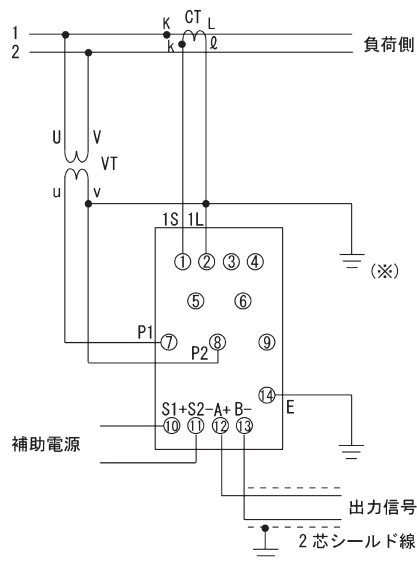 CT
K L
1
2
k ℓ
負荷側
U V
VT
u v
1S 1L
① ② ③ ④
(※)
⑤ ⑥
P1 ⑦ P2 ⑧ ⑨
⑭ E
S1+S2-A+ B-
⑩ ⑪ ⑫ ⑬
補助電源
出力信号
2芯シールド線